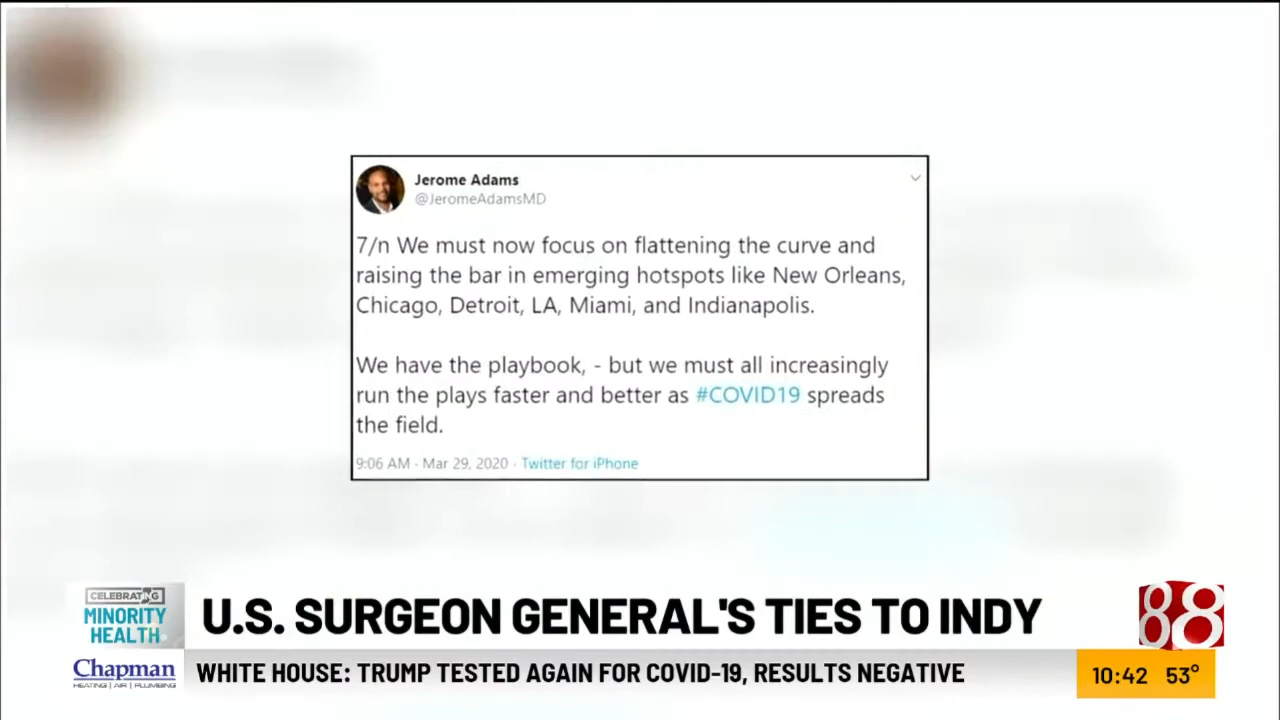 Jerome Adams
@JeromeAdamsMD
7/n We must now focus on flattening the curve and
raising the bar in emerging hotspots like New Orleans,
Chicago, Detroit, LA, Miami, and Indianapolis.
We have the playbook, - but we must all increasingly
run the plays faster and better as #COVID19 spreads
the field.
9:06 AM · Mar 29, 2020 · Twitter for iPhone
CELEBRATING
MINORITY
HEALTH
U.S. SURGEON GENERAL'S TIES TO INDY
88
Chapman
HEATING | AIR | PLUMBING
WHITE HOUSE: TRUMP TESTED AGAIN FOR COVID-19, RESULTS NEGATIVE
10:42 53°